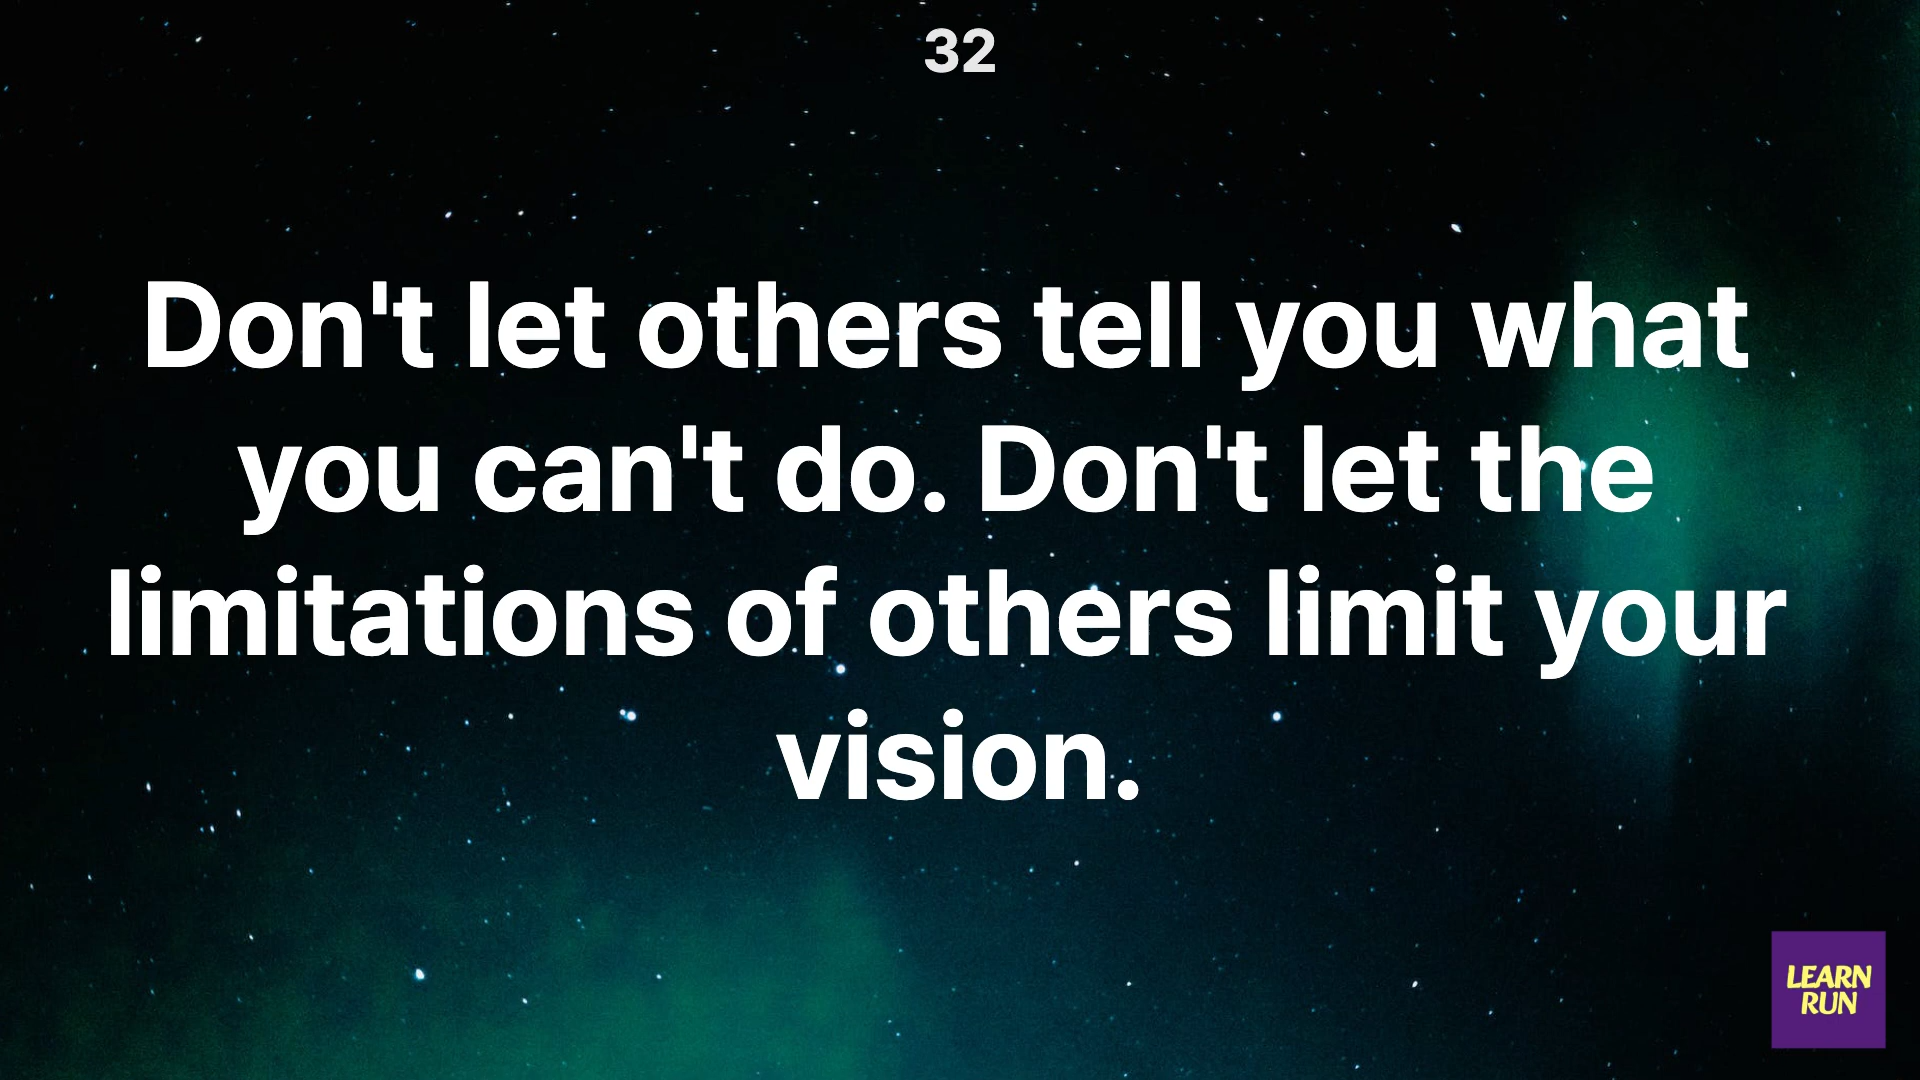 32
Don't let others tell you what
you can't do. Don't let the
limitations of others limit your
vision.
LEARN
RUN